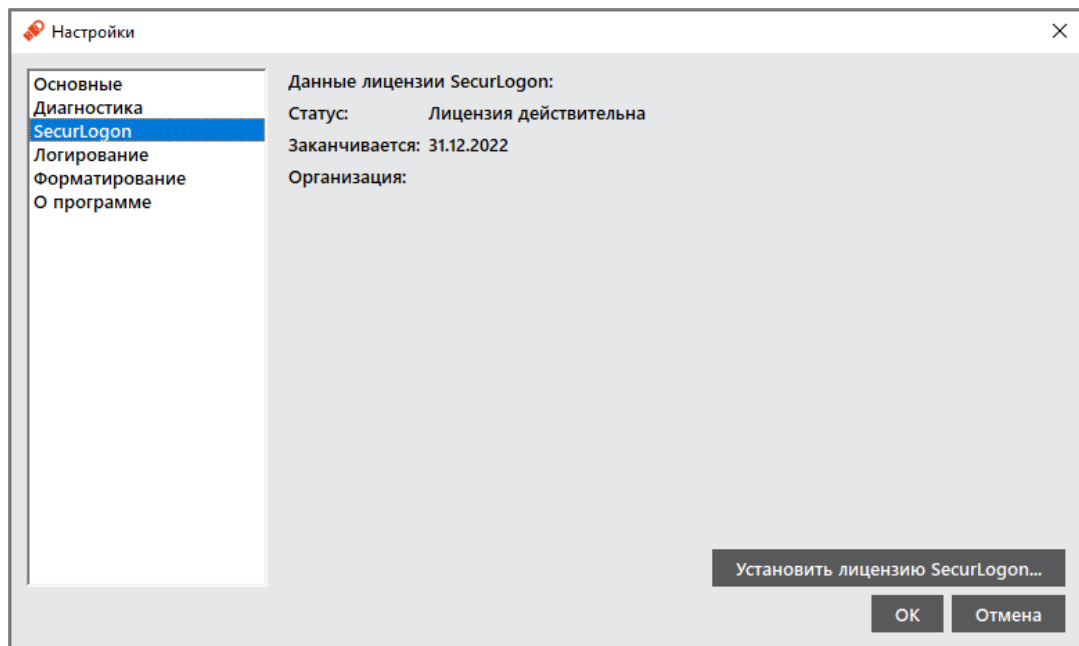 Настройки
Основные
Диагностика
SecurLogon
Логирование
Форматирование
О программе
Данные лицензии SecurLogon:
Статус: Лицензия действительна
Заканчивается: 31.12.2022
Организация:
Установить лицензию SecurLogon...
ОК Отмена